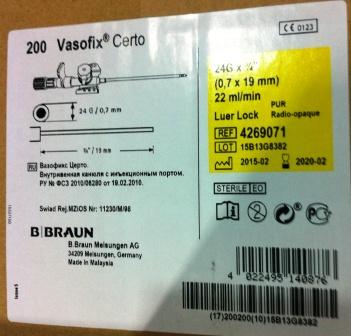 200 Vasofix® Certo
CE 0123
24G x ¾"
(0,7 x 19 mm)
22 ml/min
PUR
Luer Lock Radio-opaque
REF 4269071
LOT 15B13G8382
2015-02 2020-02
24 G / 0,7 mm
¾" / 19 mm
RU Вазофикс Церто.
Внутривенная канюля с инъекционным портом.
РУ № ФСЗ 2010/06280 от 19.02.2010.
STERILE EO
Swiad Rej.MZiOS Nr: 11230/M/98
B BRAUN
B.Braun Melsungen AG
34209 Melsungen, Germany
Made in Malaysia
4 022495 140876
(17)200200(10)15B13G8382